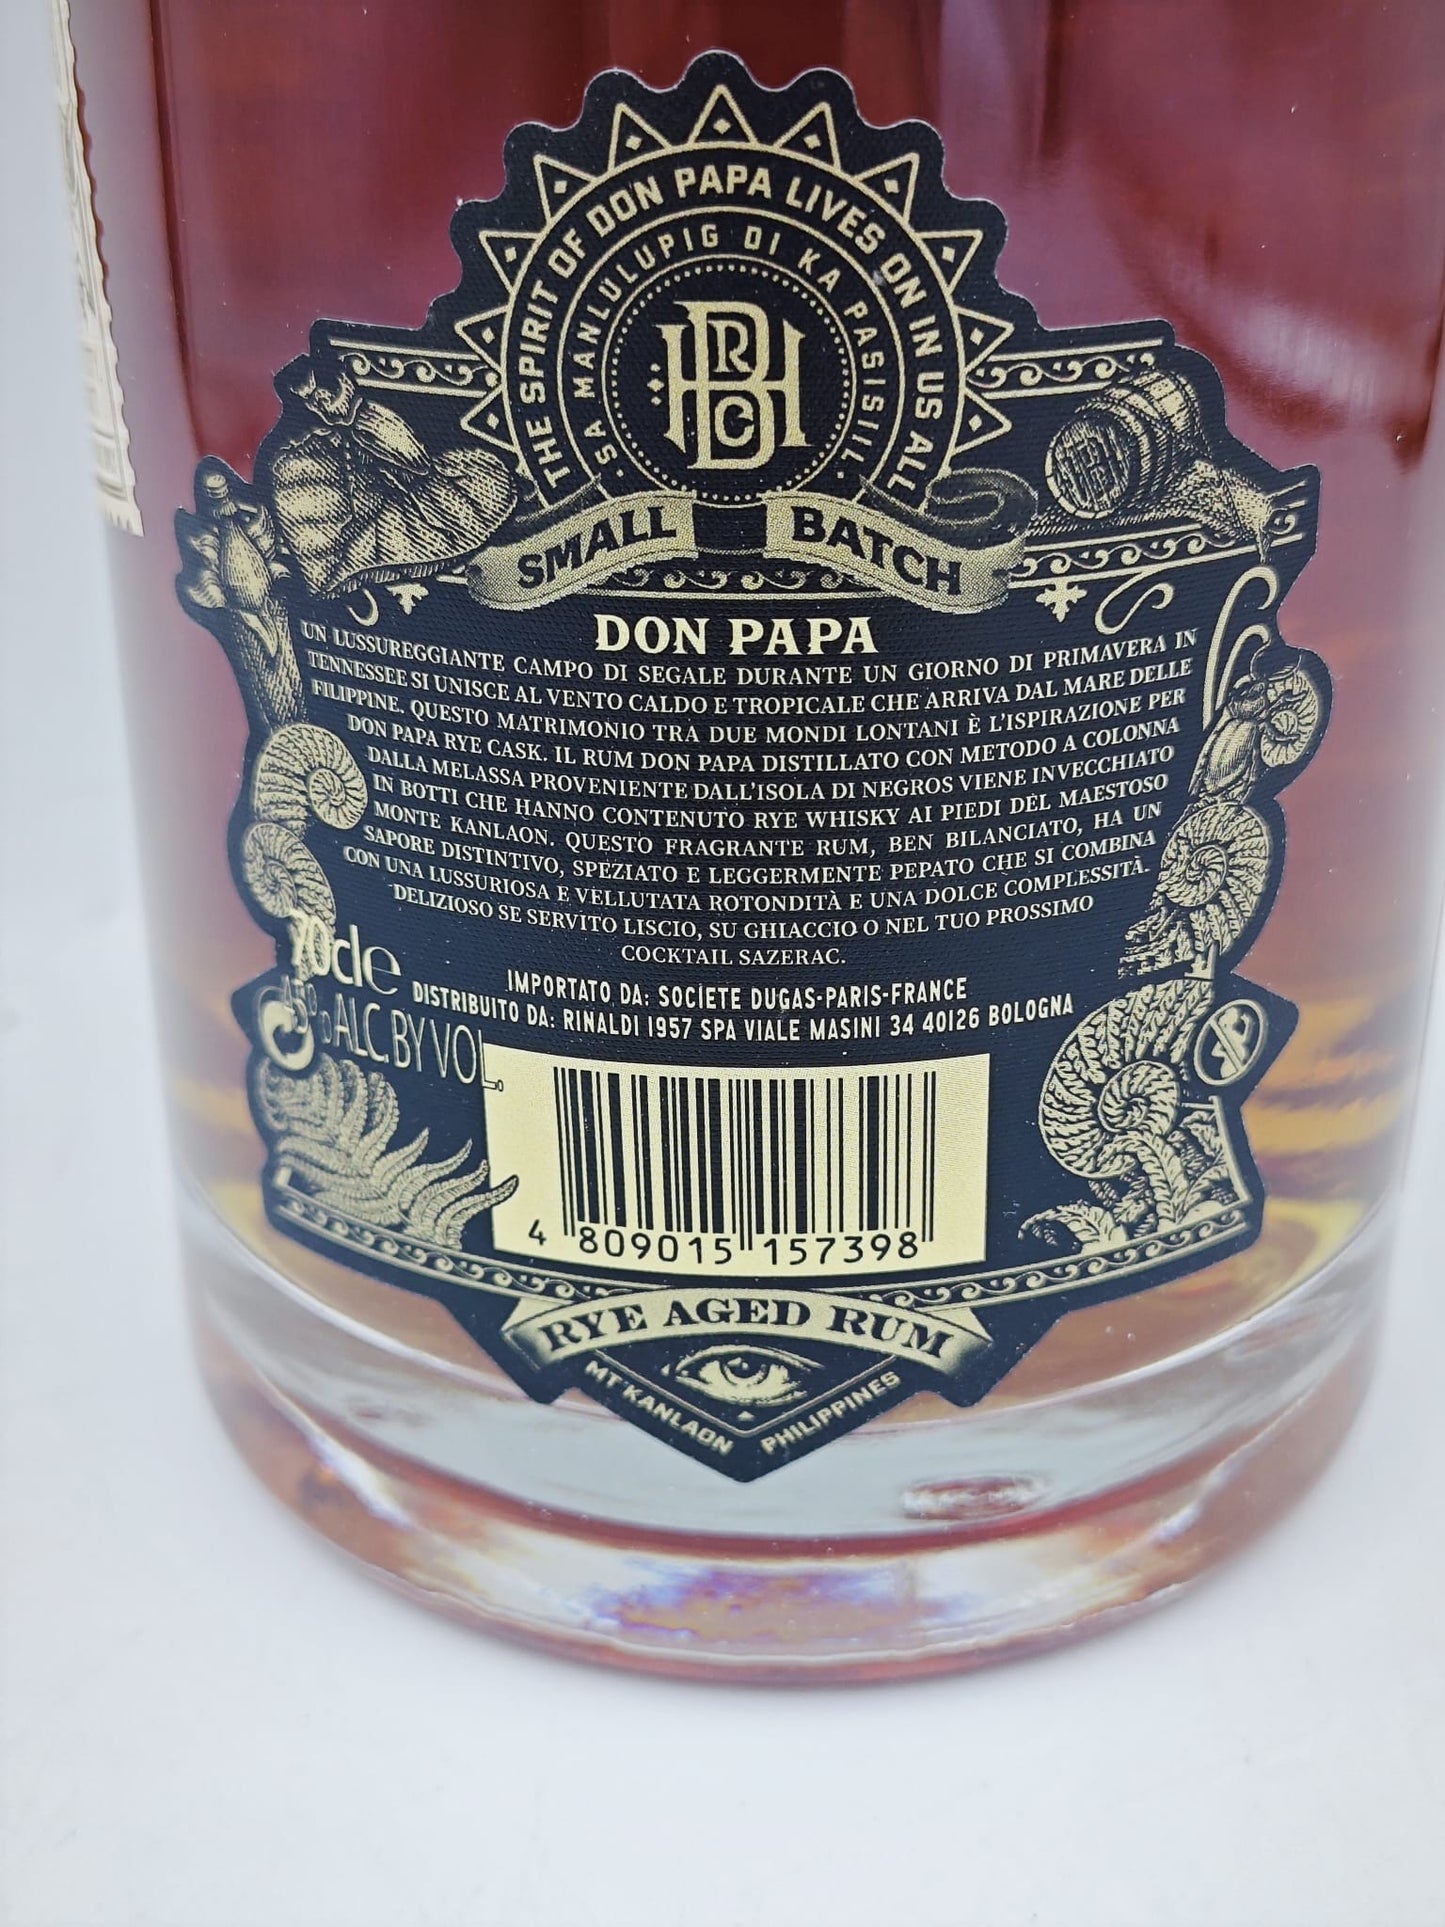 THE SPIRIT OF DON PAPA LIVES ON IN US ALL
SA MANLULUPIG DI KA PASISIIL
BRHC
SMALL BATCH
DON PAPA
UN LUSSUREGGIANTE CAMPO DI SEGALE DURANTE UN GIORNO DI PRIMAVERA IN
TENNESSEE SI UNISCE AL VENTO CALDO E TROPICALE CHE ARRIVA DAL MARE DELLE
FILIPPINE. QUESTO MATRIMONIO TRA DUE MONDI LONTANI È L'ISPIRAZIONE PER
DON PAPA RYE CASK. IL RUM DON PAPA DISTILLATO CON METODO A COLONNA
DALLA MELASSA PROVENIENTE DALL'ISOLA DI NEGROS VIENE INVECCHIATO
IN BOTTI CHE HANNO CONTENUTO RYE WHISKY AI PIEDI DEL MAESTOSO
MONTE KANLAON. QUESTO FRAGRANTE RUM, BEN BILANCIATO, HA UN
SAPORE DISTINTIVO, SPEZIATO E LEGGERMENTE PEPATO CHE SI COMBINA
CON UNA LUSSURIOSA E VELLUTATA ROTONDITÀ E UNA DOLCE COMPLESSITÀ.
DELIZIOSO SE SERVITO LISCIO, SU GHIACCIO O NEL TUO PROSSIMO
COCKTAIL SAZERAC.
70cl e
45% ALC. BY VOL.
IMPORTATO DA: SOCIETE DUGAS-PARIS-FRANCE
DISTRIBUITO DA: RINALDI 1957 SPA VIALE MASINI 34 40126 BOLOGNA
4 809015 157398
RYE AGED RUM
MT KANLAON PHILIPPINES